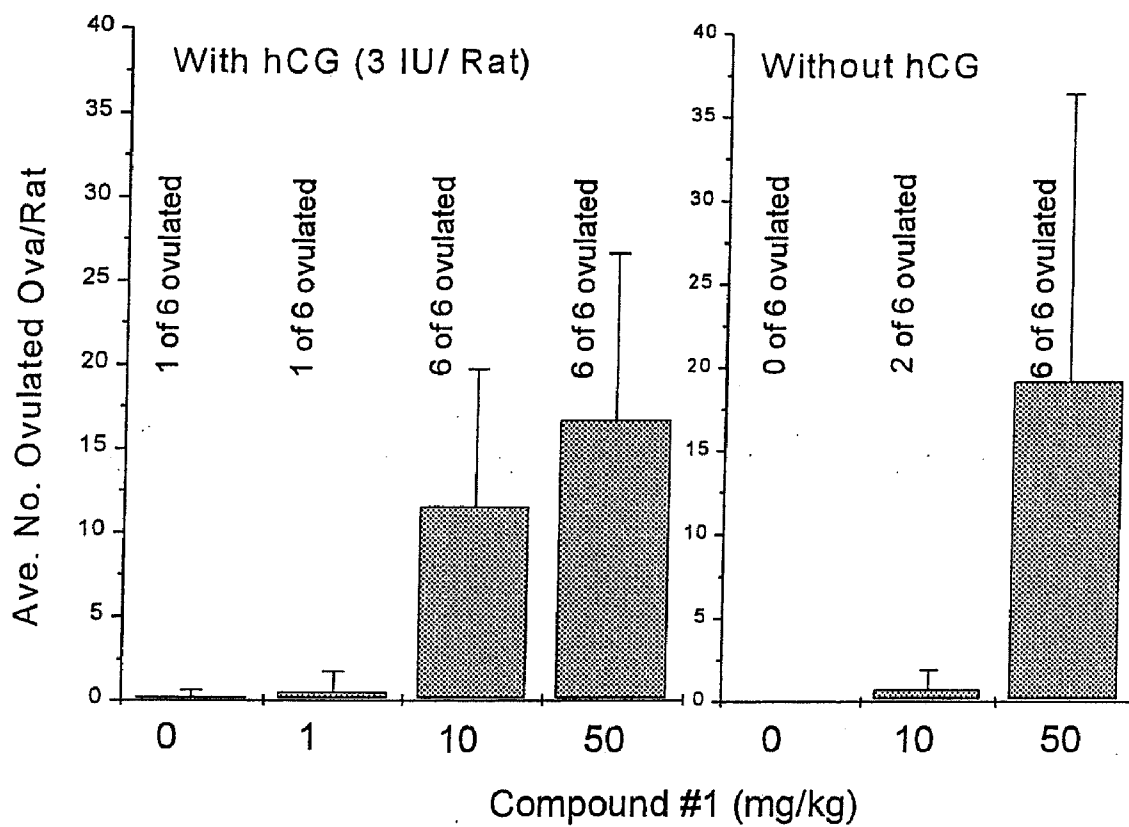 Ave. No. Ovulated Ova/Rat
With hCG (3 IU/ Rat)
40
35
30
25
20
15
10
5
0
1 of 6 ovulated
1 of 6 ovulated
6 of 6 ovulated
6 of 6 ovulated
0
1
10
50
Without hCG
40
35
30
25
20
15
10
5
0
0 of 6 ovulated
2 of 6 ovulated
6 of 6 ovulated
0
10
50
Compound #1 (mg/kg)